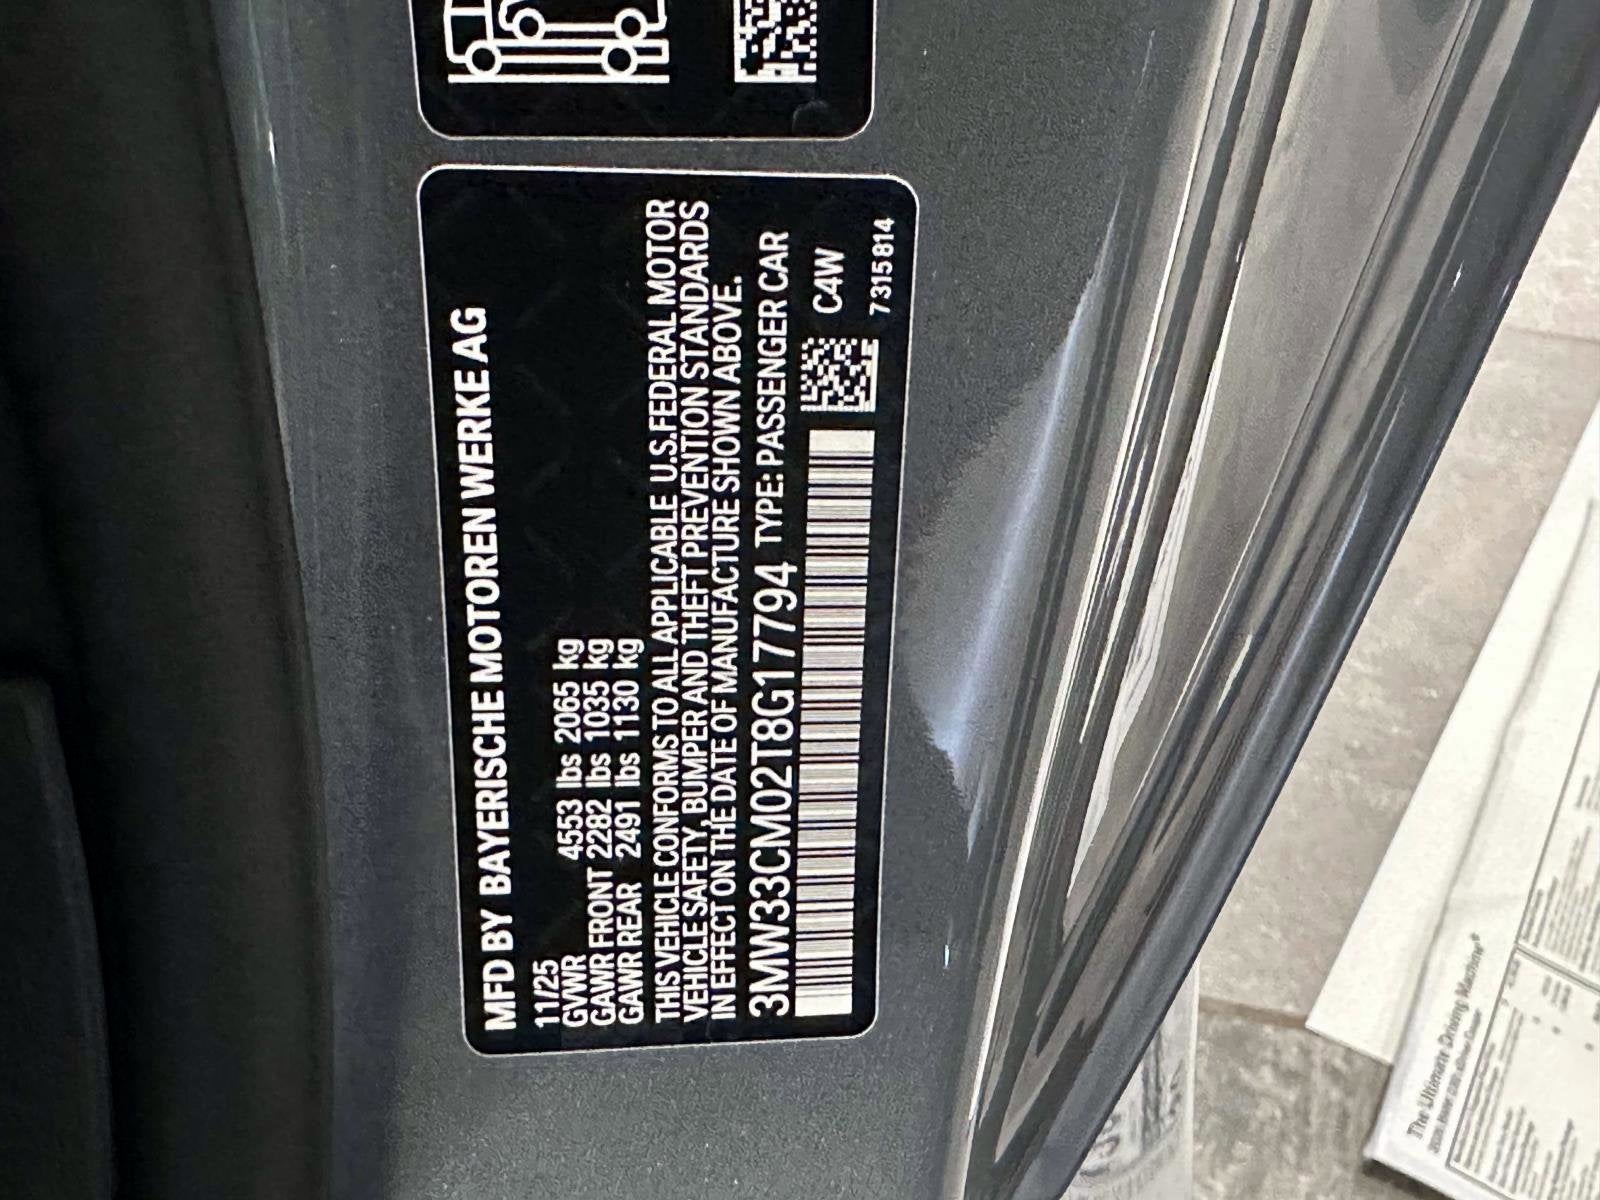 MFD BY BAYERISCHE MOTOREN WERKE AG
11/25
GVWR 4553 lbs 2065 kg
GAWR FRONT 2282 lbs 1035 kg
GAWR REAR 2491 lbs 1130 kg
THIS VEHICLE CONFORMS TO ALL APPLICABLE U.S.FEDERAL MOTOR
VEHICLE SAFETY, BUMPER AND THEFT PREVENTION STANDARDS
IN EFFECT ON THE DATE OF MANUFACTURE SHOWN ABOVE.
3MW33CM02T8G17794 TYPE: PASSENGER CAR
C4W
7315814
The Ultimate Driving Machine®